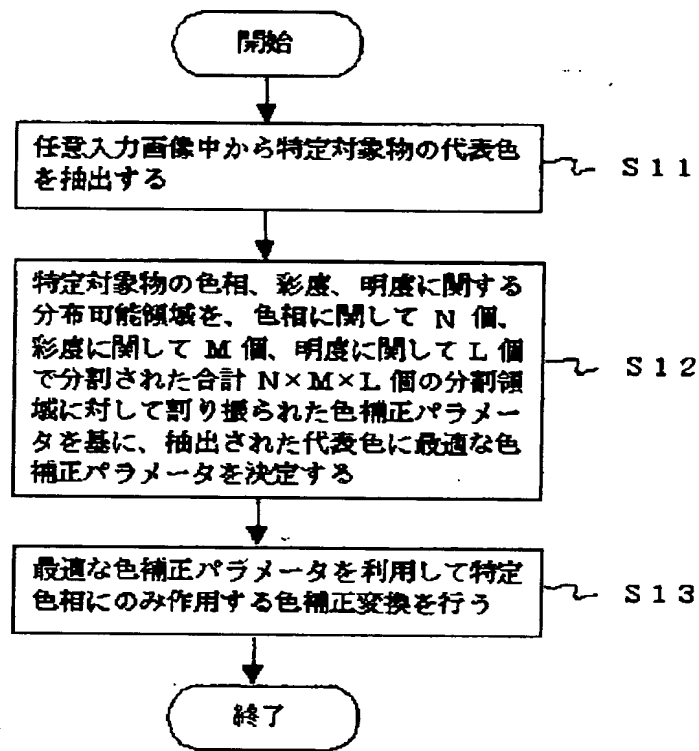 開始
任意入力画像中から特定対象物の代表色
を抽出する
S11
特定対象物の色相、彩度、明度に関する
分布可能領域を、色相に関して N 個、
彩度に関して M 個、明度に関して L 個
で分割された合計 N×M×L 個の分割領
域に対して割り振られた色補正パラメー
タを基に、抽出された代表色に最適な色
補正パラメータを決定する
S12
最適な色補正パラメータを利用して特定
色相にのみ作用する色補正変換を行う
S13
終了